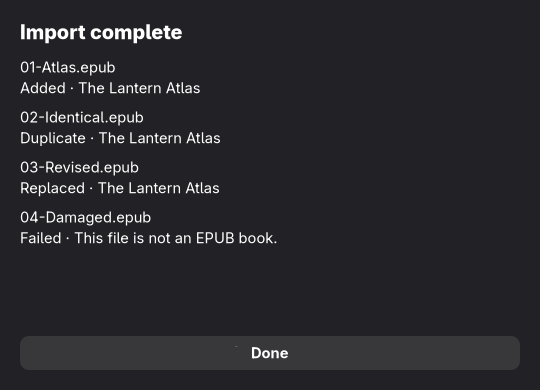 Import complete
01-Atlas.epub
Added · The Lantern Atlas
02-Identical.epub
Duplicate · The Lantern Atlas
03-Revised.epub
Replaced · The Lantern Atlas
04-Damaged.epub
Failed · This file is not an EPUB book.
Done